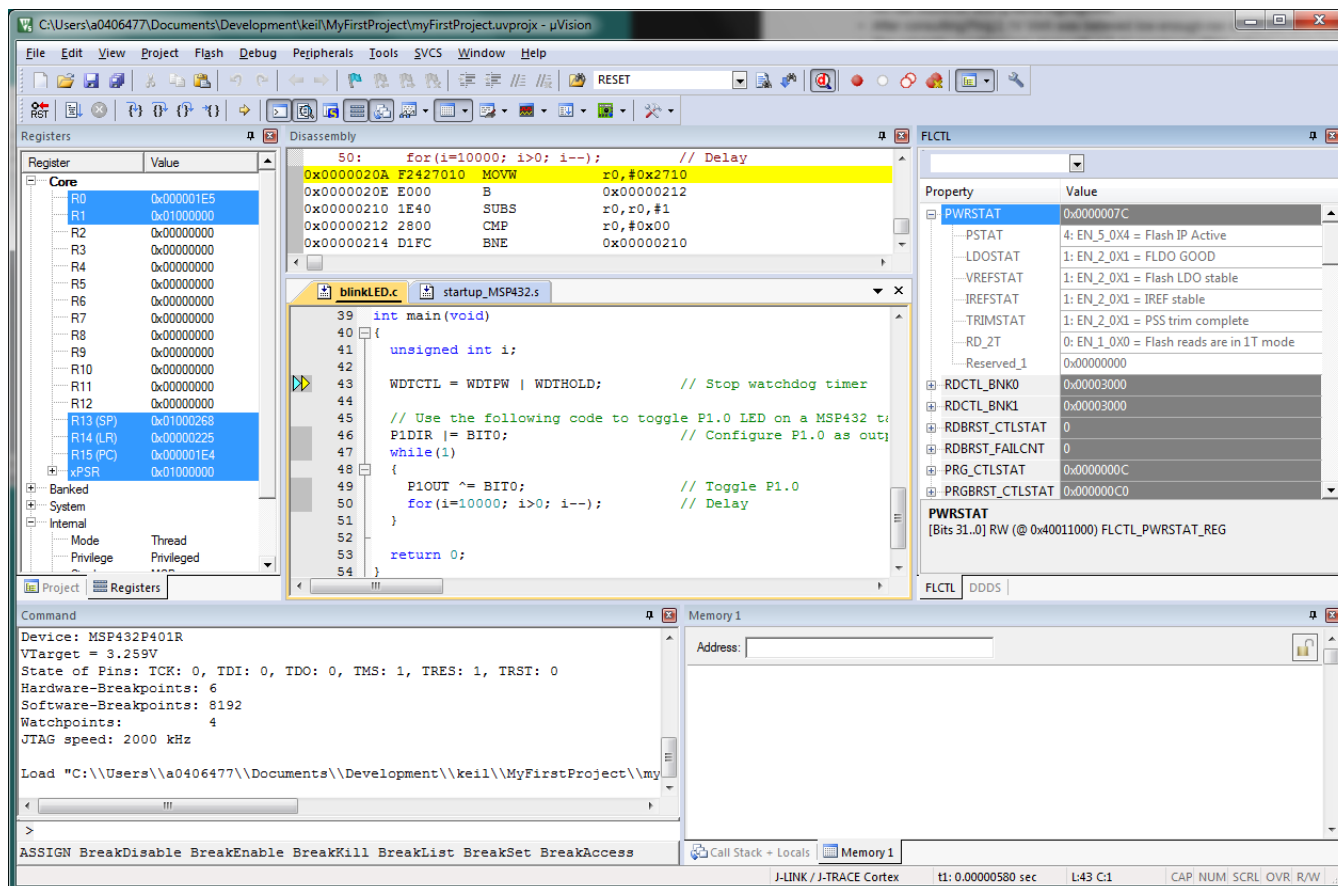 C:\Users\a0406477\Documents\Development\keil\MyFirstProject\myFirstProject.uvprojx - µVision
File Edit View Project Flash Debug Peripherals Tools SVCS Window Help
RESET
RST
Registers
Register Value
Core
R0 0x000001E5
R1 0x01000000
R2 0x00000000
R3 0x00000000
R4 0x00000000
R5 0x00000000
R6 0x00000000
R7 0x00000000
R8 0x00000000
R9 0x00000000
R10 0x00000000
R11 0x00000000
R12 0x00000000
R13 (SP) 0x01000268
R14 (LR) 0x00000225
R15 (PC) 0x000001E4
xPSR 0x01000000
Banked
System
Internal
Mode Thread
Privilege Privileged
Project Registers
Disassembly
50: for(i=10000; i>0; i--); // Delay
0x0000020A F2427010 MOVW r0,#0x2710
0x0000020E E000 B 0x00000212
0x00000210 1E40 SUBS r0,r0,#1
0x00000212 2800 CMP r0,#0x00
0x00000214 D1FC BNE 0x00000210
blinkLED.c startup_MSP432.s
39 int main(void)
40 {
41 unsigned int i;
42
43 WDTCTL = WDTPW | WDTHOLD; // Stop watchdog timer
44
45 // Use the following code to toggle P1.0 LED on a MSP432 ta
46 P1DIR |= BIT0; // Configure P1.0 as outp
47 while(1)
48 {
49 P1OUT ^= BIT0; // Toggle P1.0
50 for(i=10000; i>0; i--); // Delay
51 }
52
53 return 0;
54 }
FLCTL
Property Value
PWRSTAT 0x0000007C
PSTAT 4: EN_5_0X4 = Flash IP Active
LDOSTAT 1: EN_2_0X1 = FLDO GOOD
VREFSTAT 1: EN_2_0X1 = Flash LDO stable
IREFSTAT 1: EN_2_0X1 = IREF stable
TRIMSTAT 1: EN_2_0X1 = PSS trim complete
RD_2T 0: EN_1_0X0 = Flash reads are in 1T mode
Reserved_1 0x00000000
RDCTL_BNK0 0x00003000
RDCTL_BNK1 0x00003000
RDBRST_CTLSTAT 0
RDBRST_FAILCNT 0
PRG_CTLSTAT 0x0000000C
PRGBRST_CTLSTAT 0x000000C0
PWRSTAT
[Bits 31..0] RW (@ 0x40011000) FLCTL_PWRSTAT_REG
FLCTL DDDS
Command
Device: MSP432P401R
VTarget = 3.259V
State of Pins: TCK: 0, TDI: 0, TDO: 0, TMS: 1, TRES: 1, TRST: 0
Hardware-Breakpoints: 6
Software-Breakpoints: 8192
Watchpoints: 4
JTAG speed: 2000 kHz
Load "C:\\Users\\a0406477\\Documents\\Development\\keil\\MyFirstProject\\my
>
ASSIGN BreakDisable BreakEnable BreakKill BreakList BreakSet BreakAccess
Memory 1
Address:
Call Stack + Locals Memory 1
J-LINK / J-TRACE Cortex t1: 0.00000580 sec L:43 C:1 CAP NUM SCRL OVR R/W